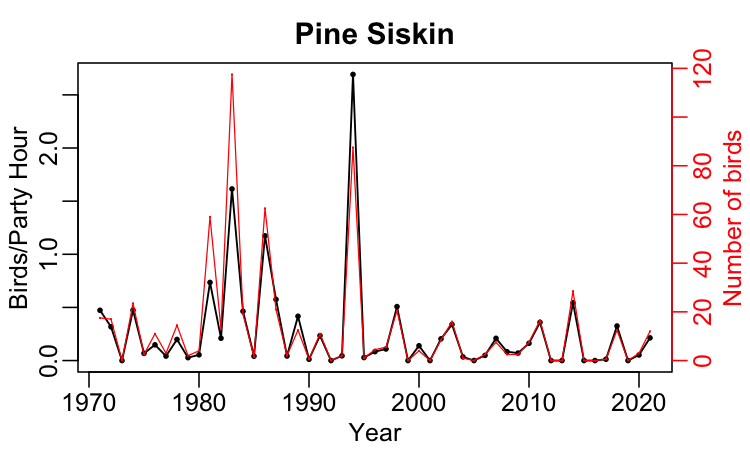 Pine Siskin
Birds/Party Hour
0.0 1.0 2.0
0 20 40 60 80 120
Number of birds
1970 1980 1990 2000 2010 2020
Year